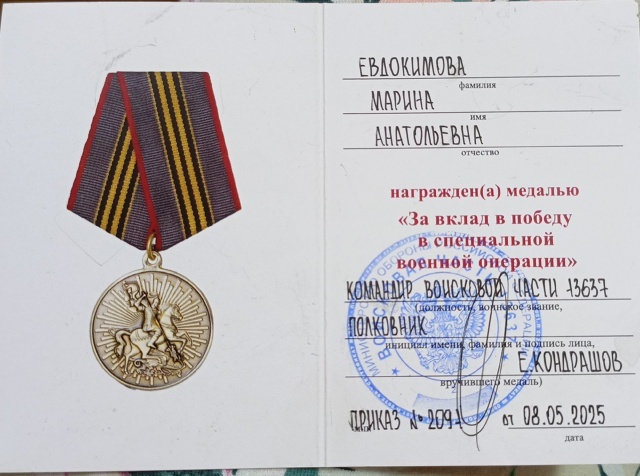 ЕВДОКИМОВА
фамилия
МАРИНА
имя
АНАТОЛЬЕВНА
отчество
награжден(а) медалью
«За вклад в победу
в специальной
военной операции»
КОМАНДИР ВОЙСКОВОЙ ЧАСТИ 13637
(должность, воинское звание,
ПОЛКОВНИК
инициал имени, фамилия и подпись лица,
Е.КОНДРАШОВ
вручившего медаль)
ПРИКАЗ № 2091 от 08.05.2025
дата